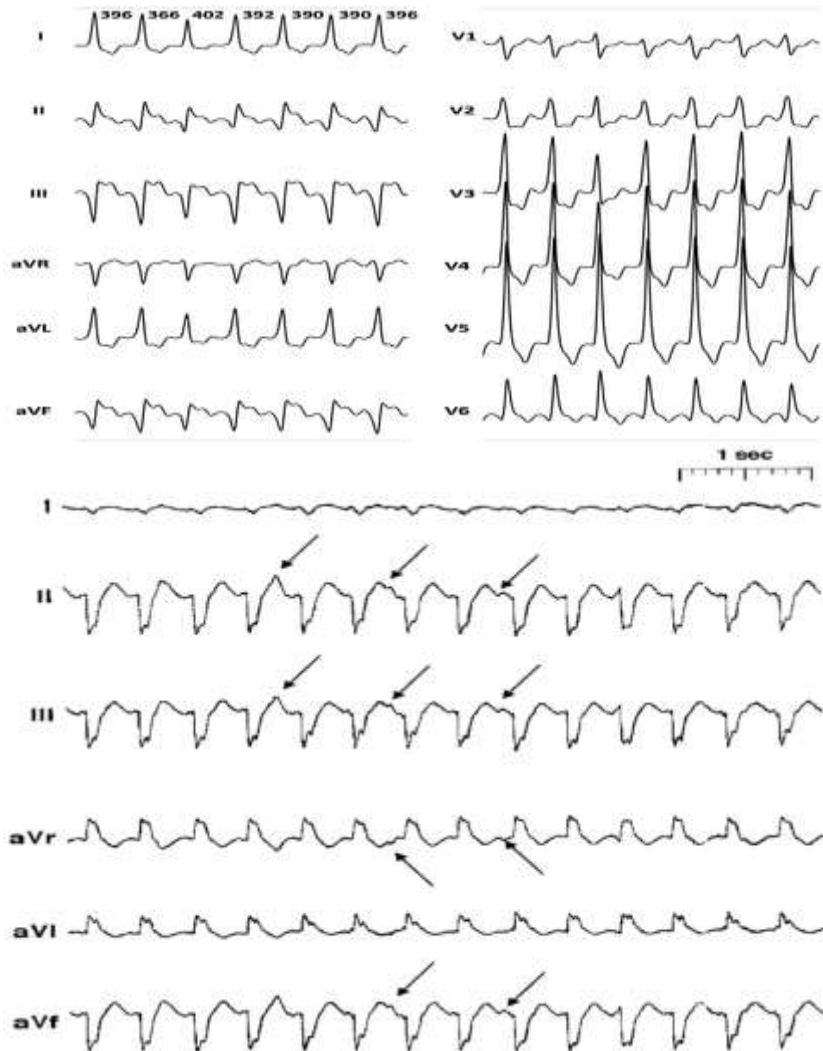 396 366 402 392 390 390 396
I
II
III
aVR
aVL
aVF
V1
V2
V3
V4
V5
V6
1 sec
I
II
III
aVr
aVl
aVf